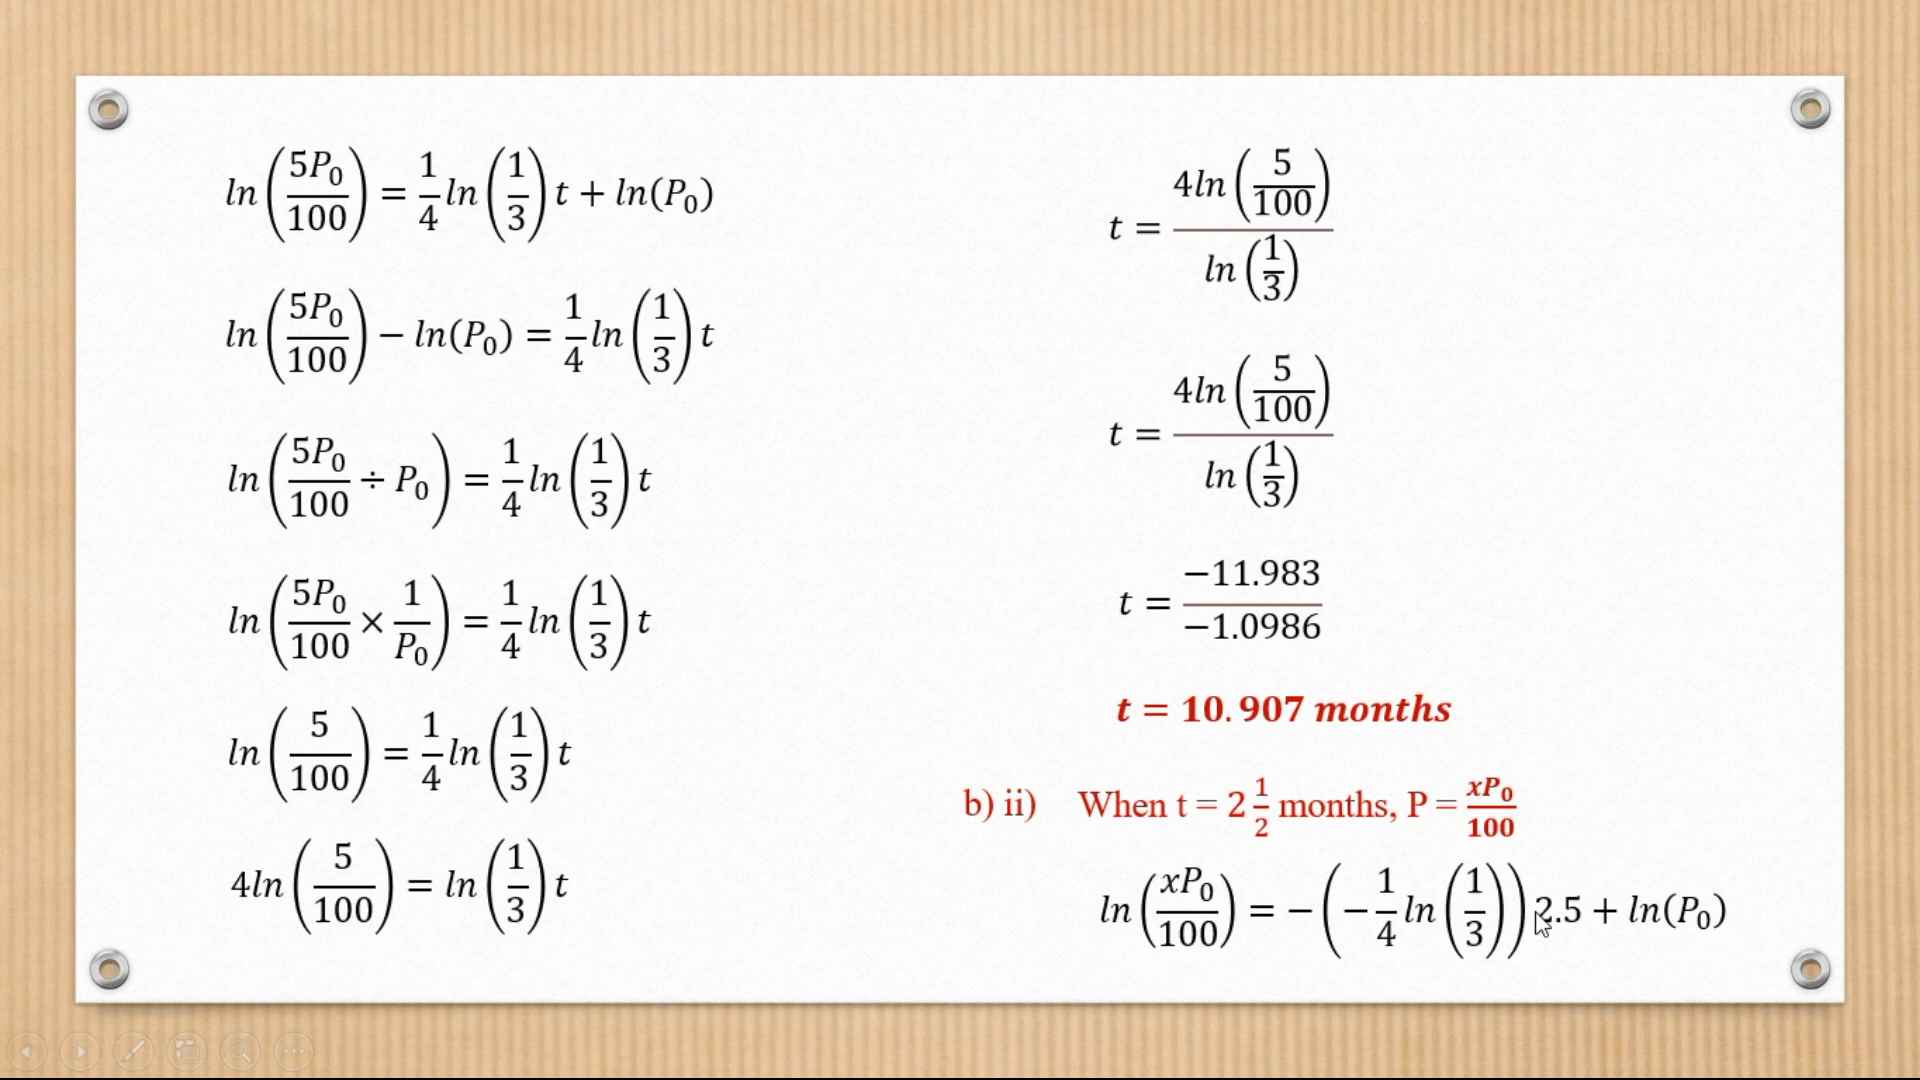 ln(5P₀/100) = 1/4 ln(1/3) t + ln(P₀)
ln(5P₀/100) − ln(P₀) = 1/4 ln(1/3) t
ln(5P₀/100 ÷ P₀) = 1/4 ln(1/3) t
ln(5P₀/100 × 1/P₀) = 1/4 ln(1/3) t
ln(5/100) = 1/4 ln(1/3) t
4ln(5/100) = ln(1/3) t
t = 4ln(5/100) / ln(1/3)
t = 4ln(5/100) / ln(1/3)
t = −11.983 / −1.0986
t = 10.907 months
b) ii) When t = 2 1/2 months, P = xP₀/100
ln(xP₀/100) = −(−1/4 ln(1/3)) 2.5 + ln(P₀)